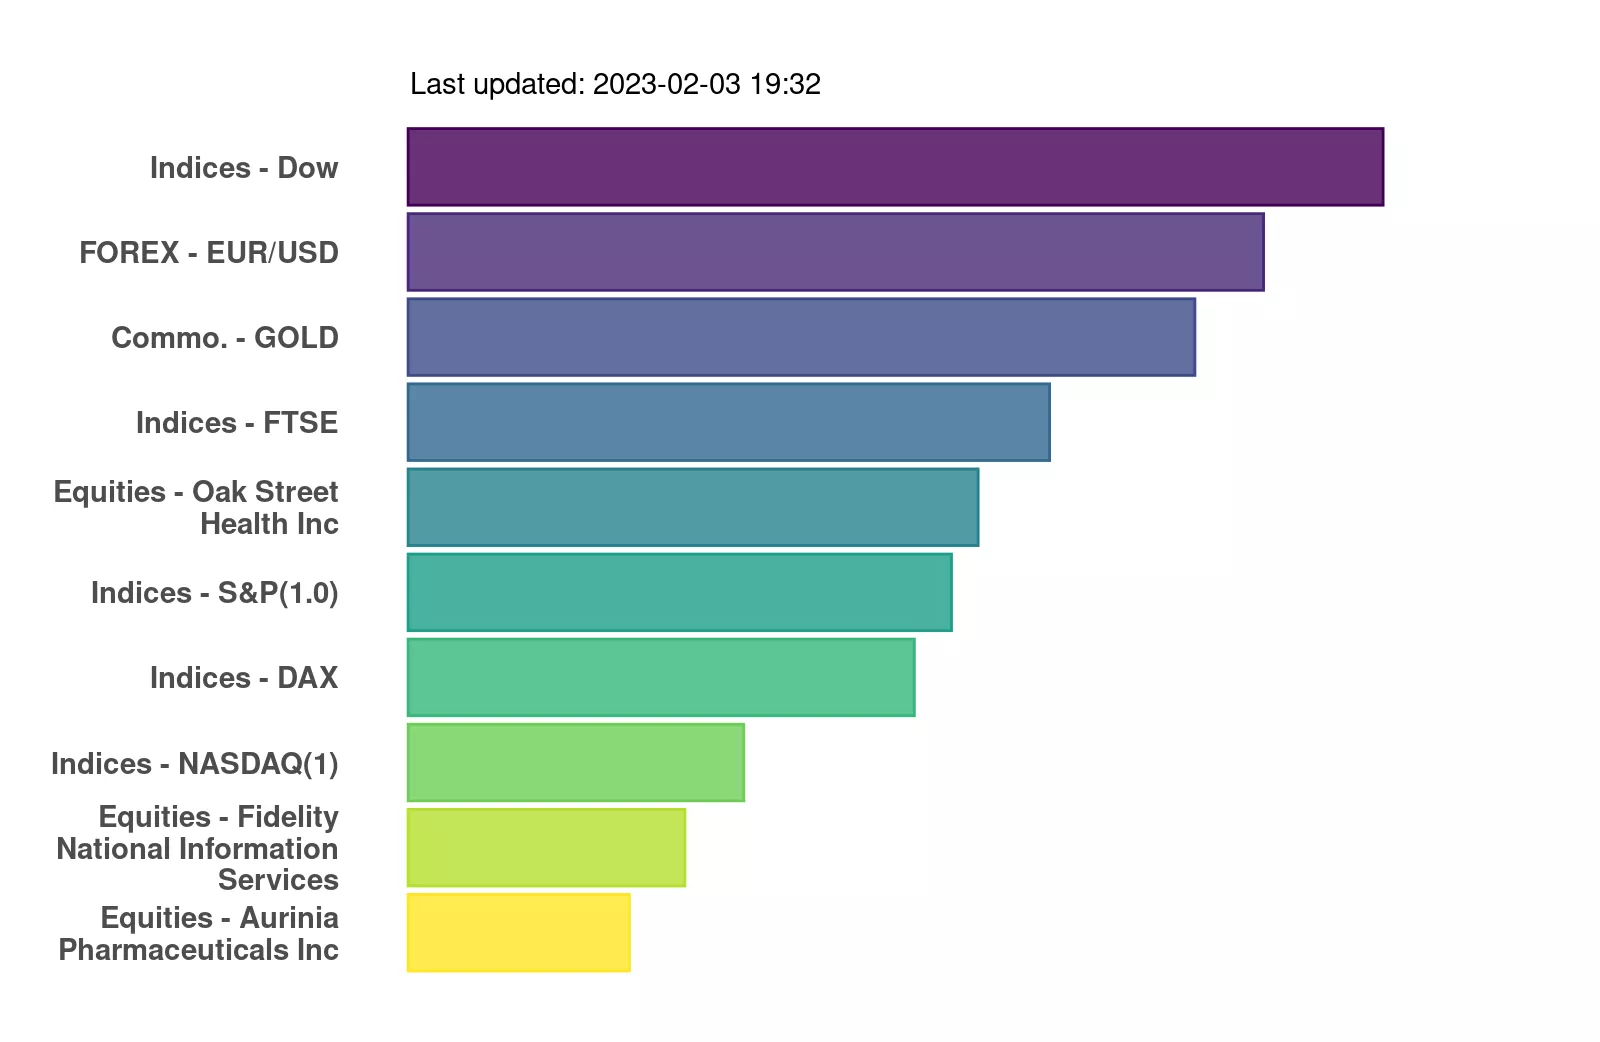 Last updated: 2023-02-03 19:32
Indices - Dow
FOREX - EUR/USD
Commo. - GOLD
Indices - FTSE
Equities - Oak Street
Health Inc
Indices - S&P(1.0)
Indices - DAX
Indices - NASDAQ(1)
Equities - Fidelity
National Information
Services
Equities - Aurinia
Pharmaceuticals Inc